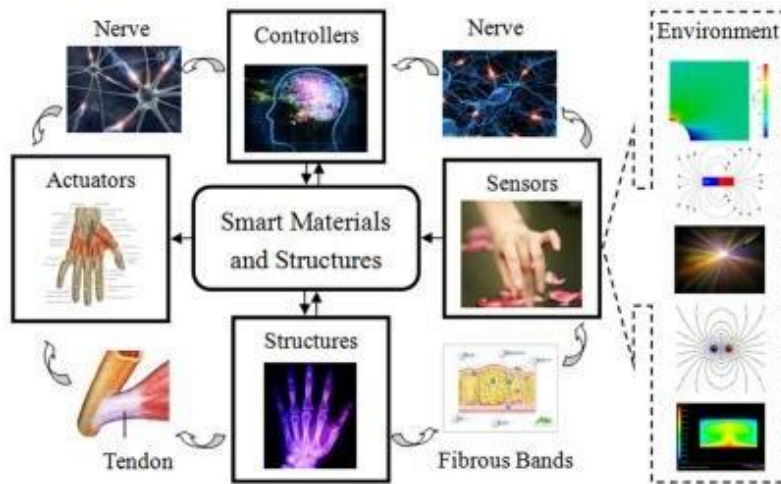 Nerve
Controllers
Nerve
Environment
Actuators
Sensors
Smart Materials
and Structures
Structures
Tendon
Fibrous Bands